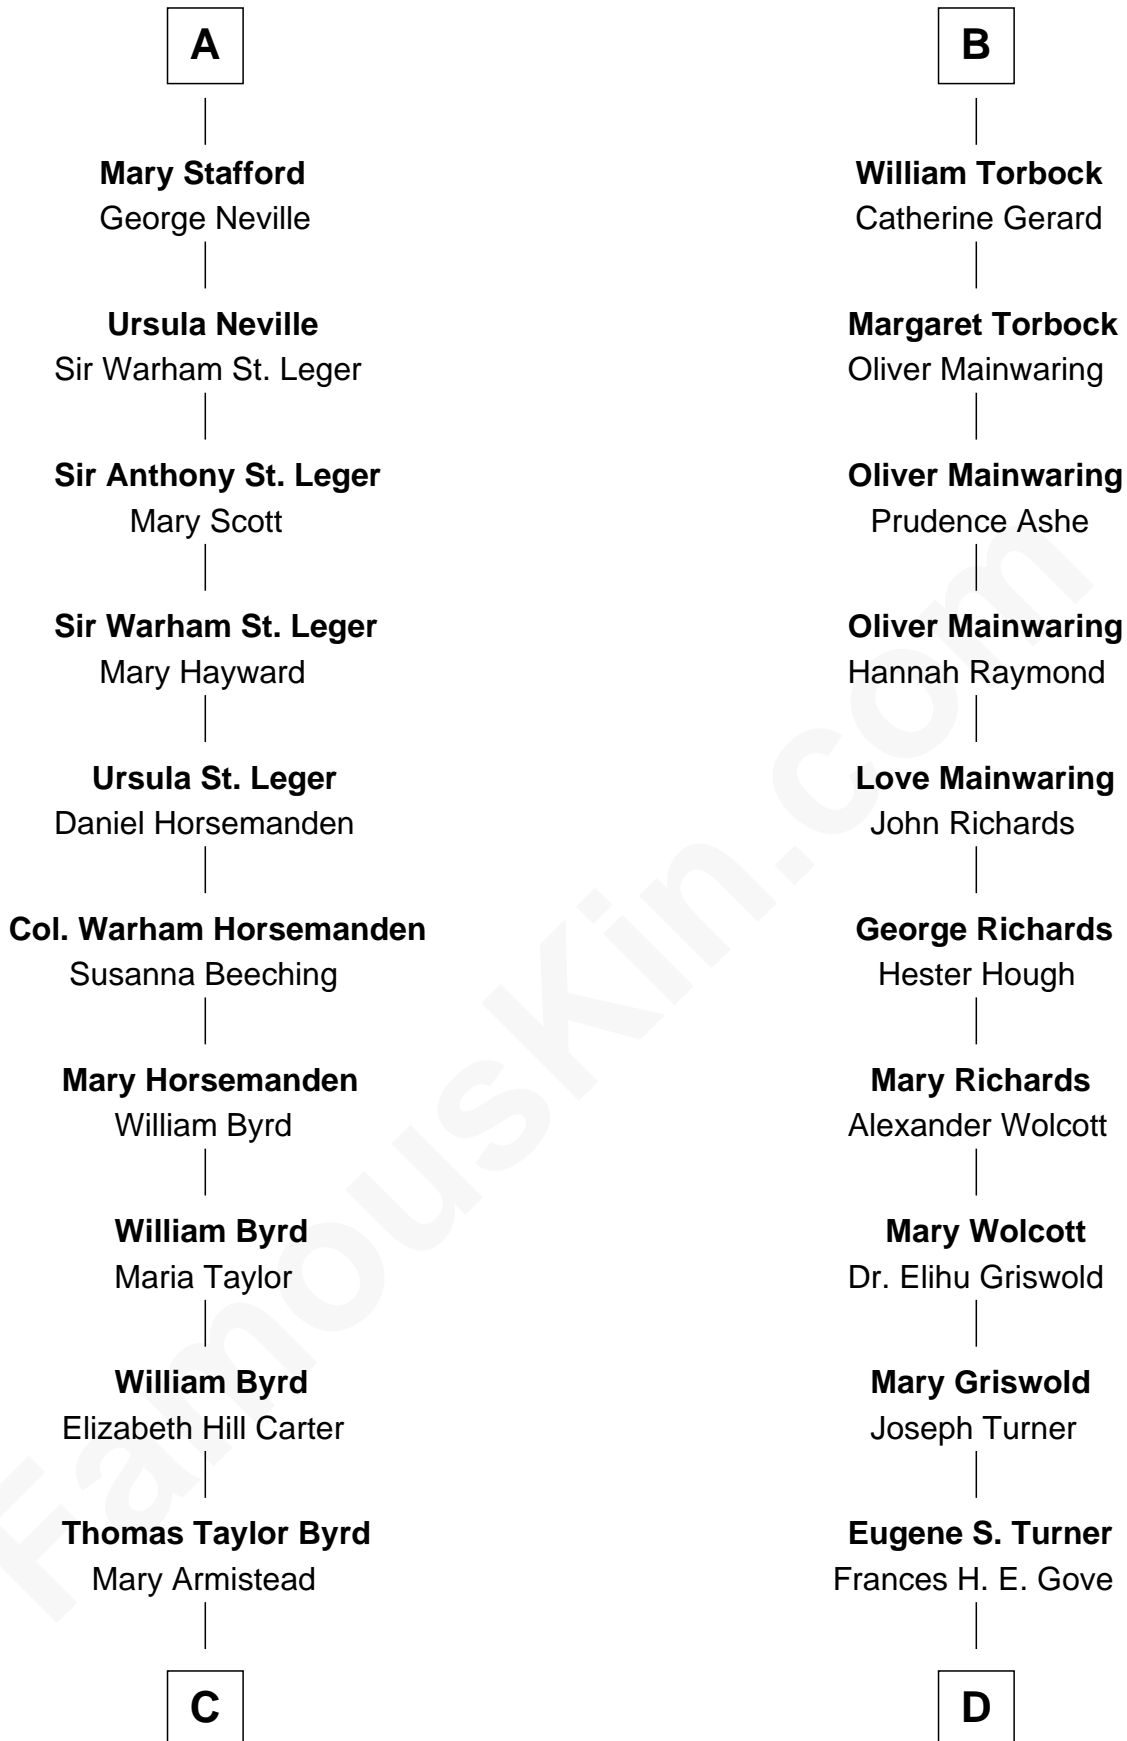 A
Mary Stafford
George Neville
Ursula Neville
Sir Warham St. Leger
Sir Anthony St. Leger
Mary Scott
Sir Warham St. Leger
Mary Hayward
Ursula St. Leger
Daniel Horsemanden
Col. Warham Horsemanden
Susanna Beeching
Mary Horsemanden
William Byrd
William Byrd
Maria Taylor
William Byrd
Elizabeth Hill Carter
Thomas Taylor Byrd
Mary Armistead
C
B
William Torbock
Catherine Gerard
Margaret Torbock
Oliver Mainwaring
Oliver Mainwaring
Prudence Ashe
Oliver Mainwaring
Hannah Raymond
Love Mainwaring
John Richards
George Richards
Hester Hough
Mary Richards
Alexander Wolcott
Mary Wolcott
Dr. Elihu Griswold
Mary Griswold
Joseph Turner
Eugene S. Turner
Frances H. E. Gove
D
FamousKin.com